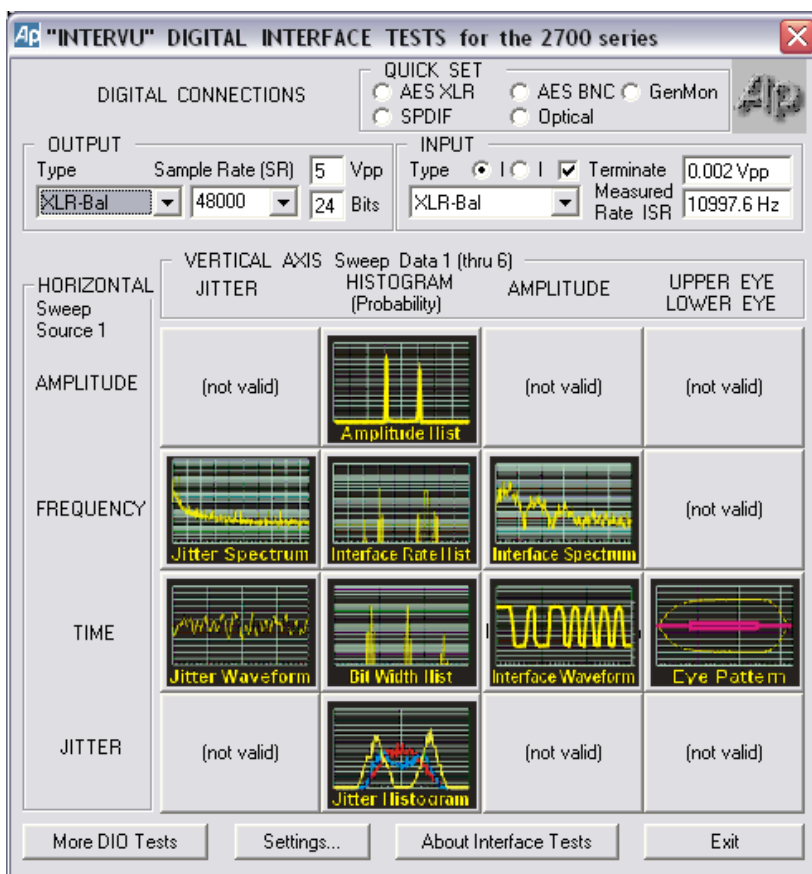 Ap "INTERVU" DIGITAL INTERFACE TESTS for the 2700 series
DIGITAL CONNECTIONS
QUICK SET
AES XLR AES BNC GenMon
SPDIF Optical
Ap
OUTPUT
Type Sample Rate (SR) 5 Vpp
XLR-Bal 48000 24 Bits
INPUT
Type I I Terminate 0.002 Vpp
XLR-Bal Measured Rate ISR 10997.6 Hz
HORIZONTAL
Sweep
Source 1
VERTICAL AXIS Sweep Data 1 (thru 6)
JITTER HISTOGRAM (Probability) AMPLITUDE UPPER EYE LOWER EYE
AMPLITUDE (not valid) Amplitude Hist (not valid) (not valid)
FREQUENCY Jitter Spectrum Interface Rate Hist Interface Spectrum (not valid)
TIME Jitter Waveform Bit Width Hist Interface Waveform Eye Pattern
JITTER (not valid) Jitter Histogram (not valid) (not valid)
More DIO Tests Settings... About Interface Tests Exit